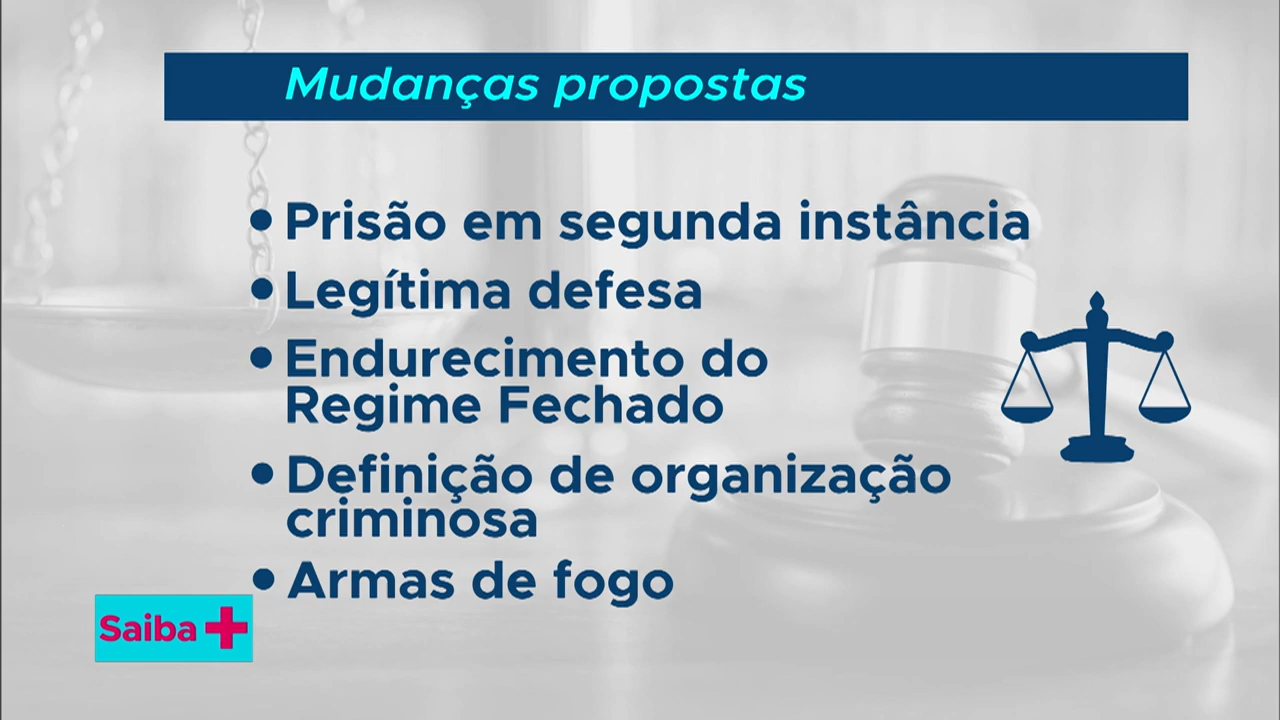 Mudanças propostas
Prisão em segunda instância
Legítima defesa
Endurecimento do
Regime Fechado
Definição de organização
criminosa
Armas de fogo
Saiba+